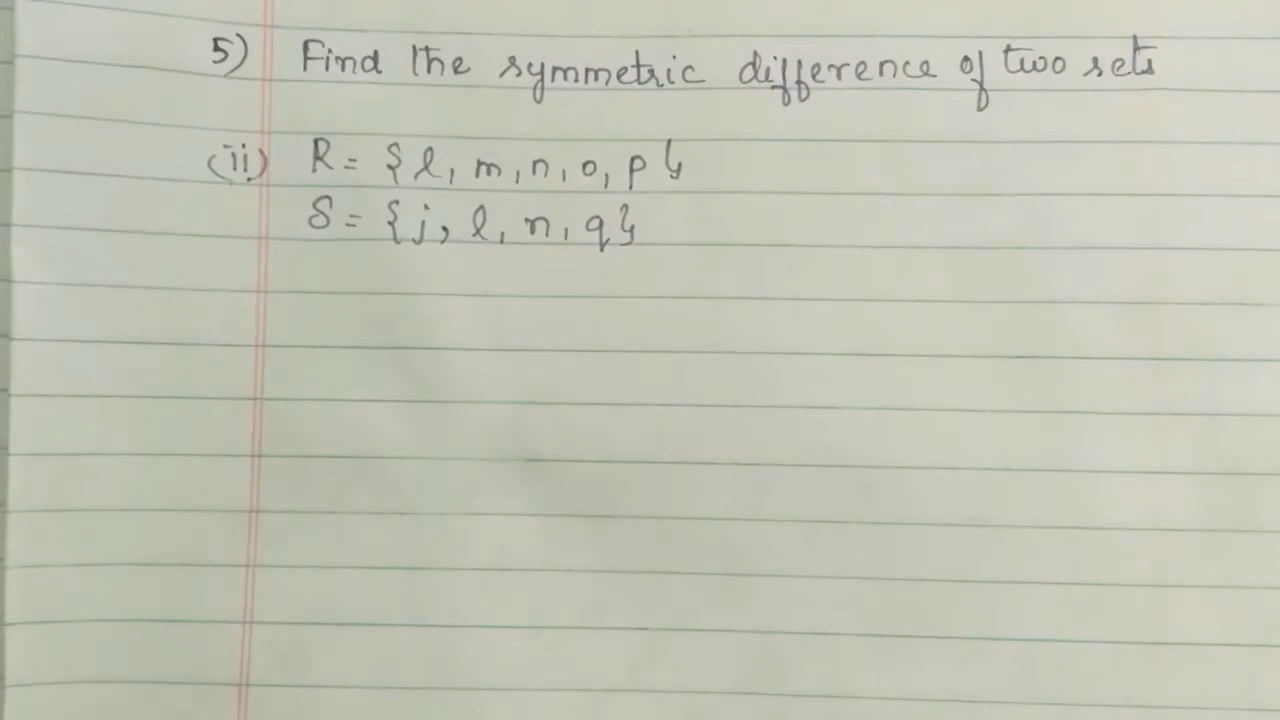 5) Find the symmetric difference of two sets
(ii) R = {l, m, n, o, p}
S = {j, l, n, q}